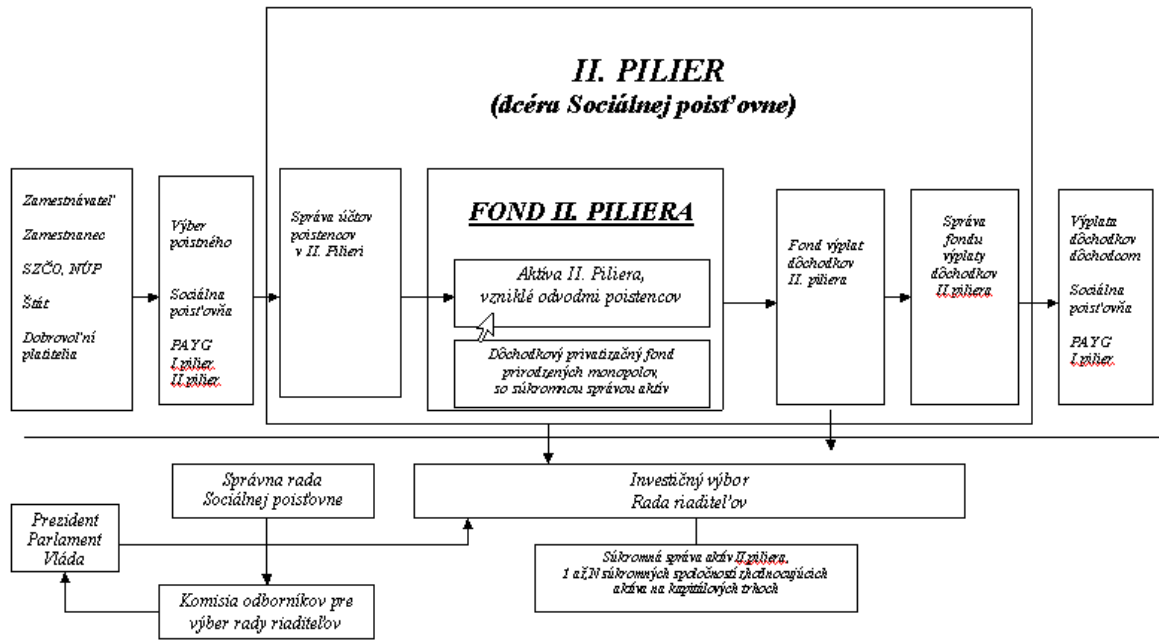 II. PILIER
(dcéra Sociálnej poisťovne)
Zamestnávateľ
Zamestnanec
SZČO, NÚP
Štát
Dobrovoľní
platitelia
Výber
poistného
Sociálna
poisťovňa
PAYG
I.pilier
II.pilier
Správa účtov
poistencov
v II. Pilieri
FOND II. PILIERA
Aktíva II. Piliera,
vzniklé odvodmi poistencov
Dôchodkový privatizačný fond
prirodzených monopolov,
so súkromnou správou aktív
Fond výplat
dôchodkov
II. piliera
Správa
fondu
výplaty
dôchodkov
II.piliera
Výplata
dôchodkov
dôchodcom
Sociálna
poisťovňa
PAYG
I.pilier
Správna rada
Sociálnej poisťovne
Investičný výbor
Rada riaditeľov
Prezident
Parlament
Vláda
Súkromná správa aktív II.piliera,
1 až N súkromných spoločností zhodnocujúcich
aktíva na kapitálových trhoch
Komisia odborníkov pre
výber rady riaditeľov